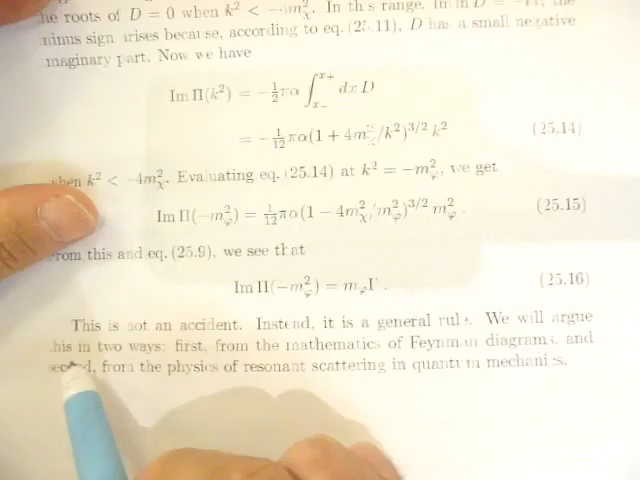 he roots of D = 0 when k² < −4m²ᵪ. In this range, Im ln D = −π; the
minus sign arises because, according to eq. (25.11), D has a small negative
imaginary part. Now we have
Im Π(k²) = −½πα ∫_{x₋}^{x₊} dx D
= −1/12 πα(1 + 4m²ᵪ/k²)^{3/2} k² (25.14)
when k² < −4m²ᵪ. Evaluating eq. (25.14) at k² = −m²_φ, we get
Im Π(−m²_φ) = 1/12 πα(1 − 4m²ᵪ/m²_φ)^{3/2} m²_φ . (25.15)
From this and eq. (25.9), we see that
Im Π(−m²_φ) = m_φΓ . (25.16)
This is not an accident. Instead, it is a general rule. We will argue
this in two ways: first, from the mathematics of Feynman diagrams, and
second, from the physics of resonant scattering in quantum mechanics.